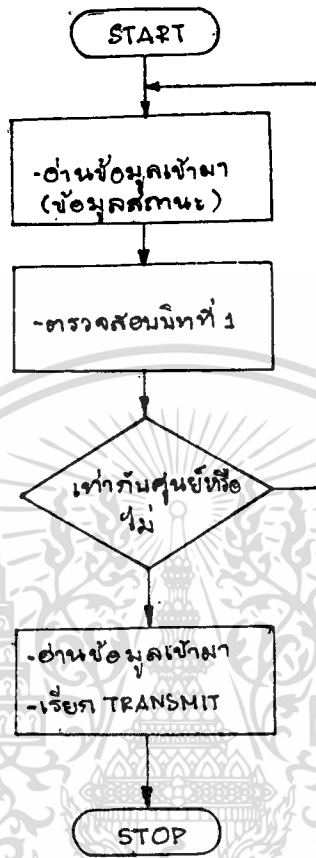 START
-อ่านข้อมูลเข้ามา
(ข้อมูลสถานะ)
-ตรวจสอบบิทที่ 1
เท่ากับศูนย์หรือ
ไม่
-อ่านข้อมูลเข้ามา
-เรียก TRANSMIT
STOP